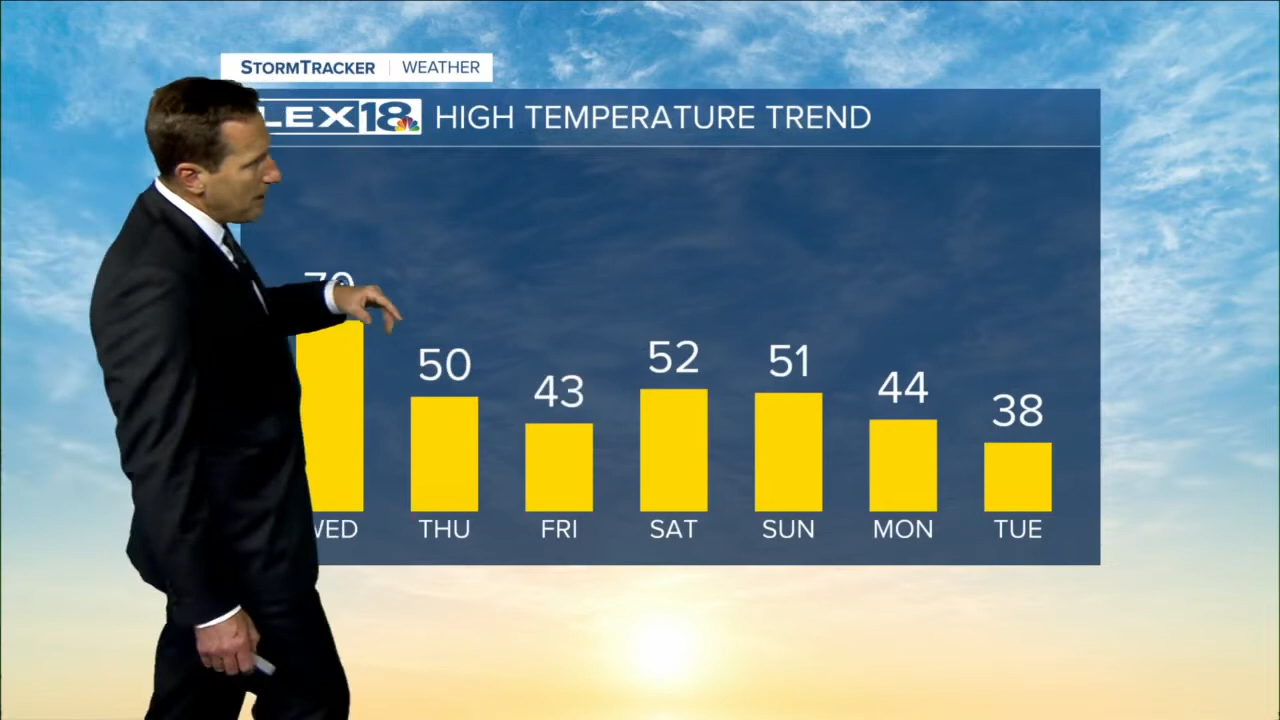 STORMTRACKER | WEATHER
LEX18 HIGH TEMPERATURE TREND
50 43 52 51 44 38
WED THU FRI SAT SUN MON TUE